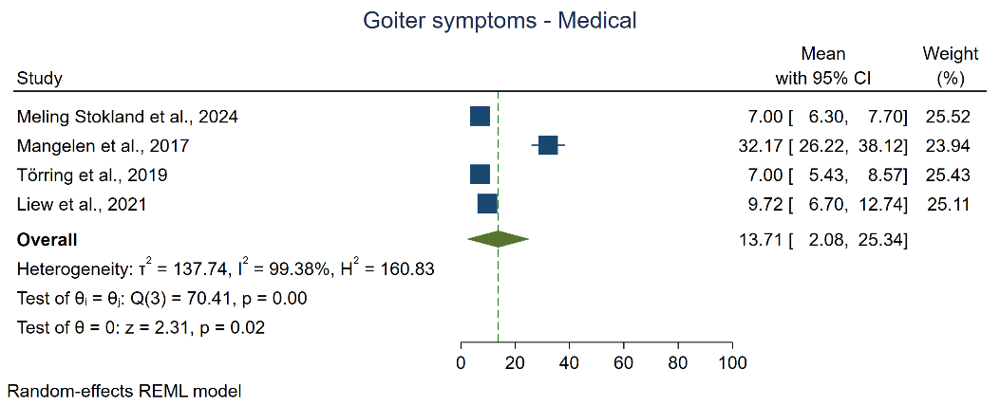 Goiter symptoms - Medical
Mean Weight
Study with 95% CI (%)
Meling Stokland et al., 2024 7.00 [ 6.30, 7.70] 25.52
Mangelen et al., 2017 32.17 [ 26.22, 38.12] 23.94
Törring et al., 2019 7.00 [ 5.43, 8.57] 25.43
Liew et al., 2021 9.72 [ 6.70, 12.74] 25.11
Overall 13.71 [ 2.08, 25.34]
Heterogeneity: τ² = 137.74, I² = 99.38%, H² = 160.83
Test of θᵢ = θⱼ: Q(3) = 70.41, p = 0.00
Test of θ = 0: z = 2.31, p = 0.02
0 20 40 60 80 100
Random-effects REML model